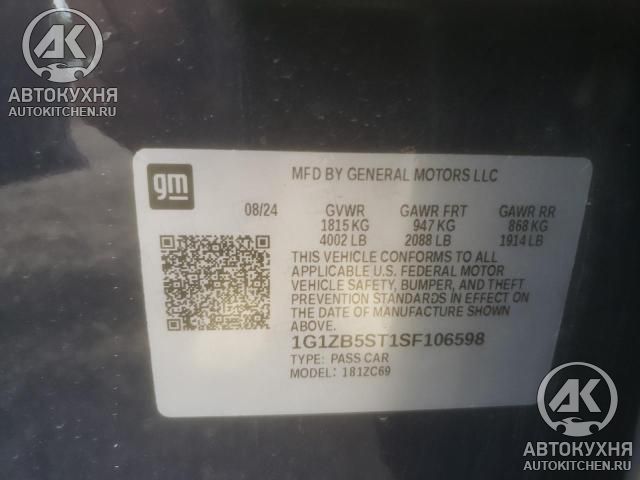 АК
АВТОКУХНЯ
AUTOKITCHEN.RU
gm
MFD BY GENERAL MOTORS LLC
08/24 GVWR GAWR FRT GAWR RR
1815 KG 947 KG 868 KG
4002 LB 2088 LB 1914 LB
THIS VEHICLE CONFORMS TO ALL
APPLICABLE U.S. FEDERAL MOTOR
VEHICLE SAFETY, BUMPER, AND THEFT
PREVENTION STANDARDS IN EFFECT ON
THE DATE OF MANUFACTURE SHOWN
ABOVE.
1G1ZB5ST1SF106598
TYPE: PASS CAR
MODEL: 181ZC69
АК
АВТОКУХНЯ
AUTOKITCHEN.RU